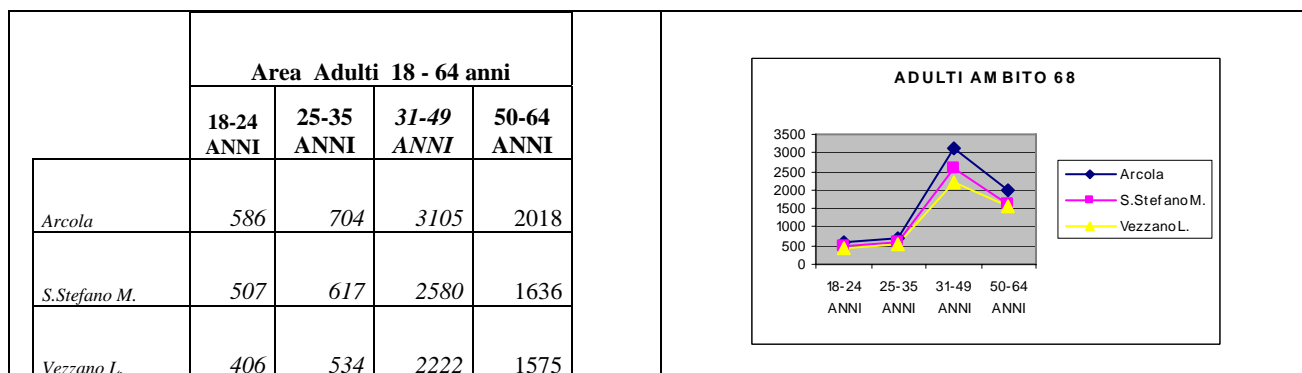 Area Adulti 18 - 64 anni
18-24 ANNI 25-35 ANNI 31-49 ANNI 50-64 ANNI
Arcola 586 704 3105 2018
S.Stefano M. 507 617 2580 1636
Vezzano L. 406 534 2222 1575
ADULTI AMBITO 68
3500
3000
2500
2000
1500
1000
500
0
18-24 ANNI 25-35 ANNI 31-49 ANNI 50-64 ANNI
Arcola
S.Stefano M.
Vezzano L.